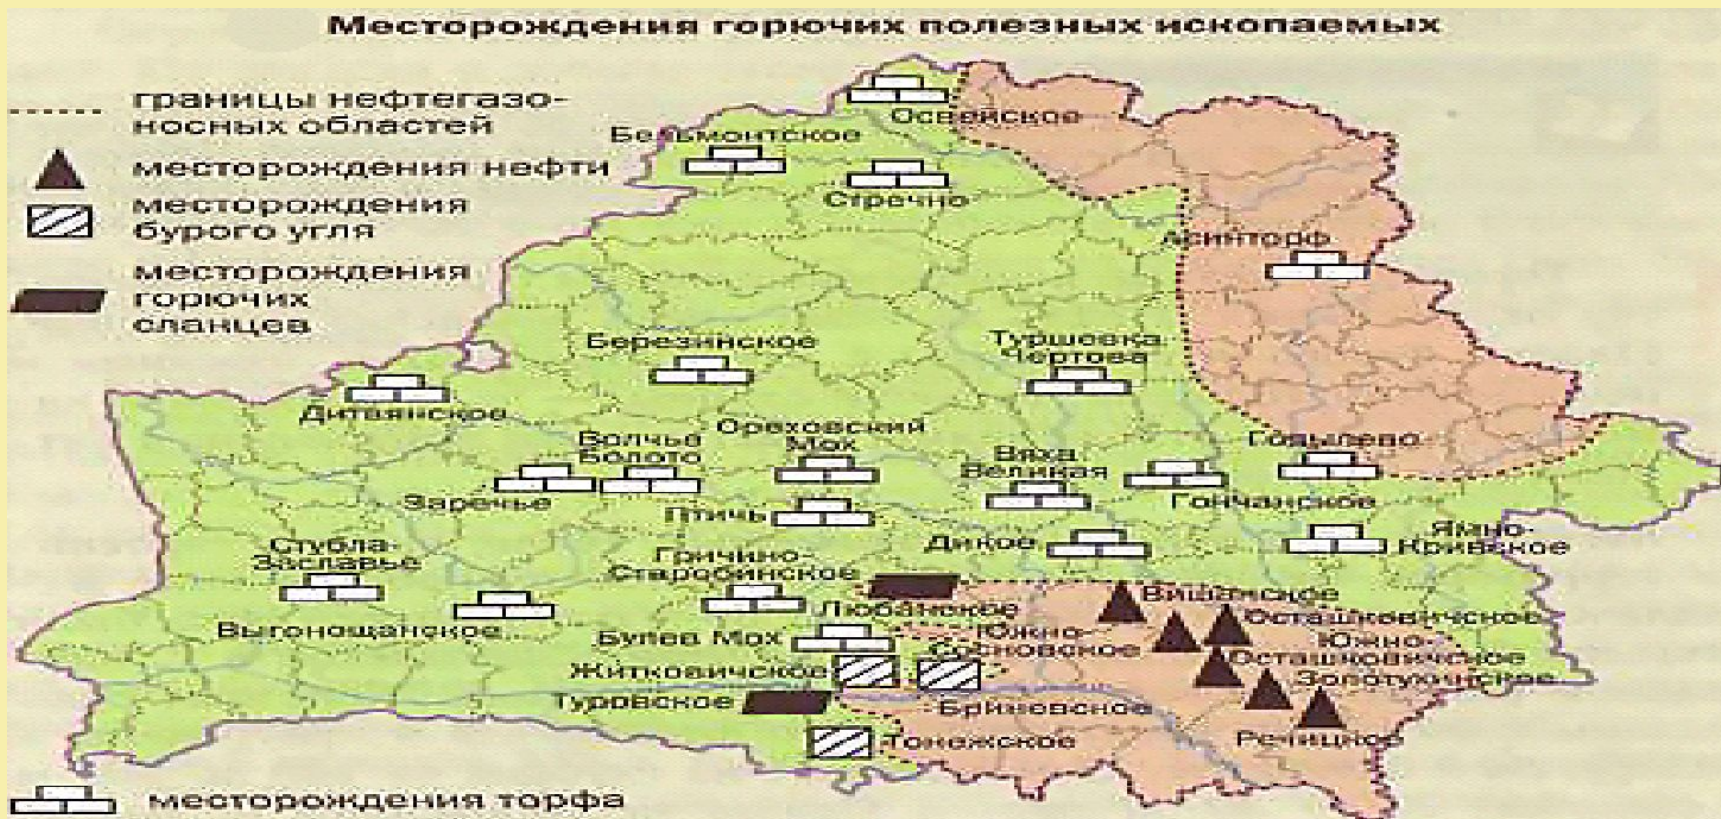 Месторождения горючих полезных ископаемых
границы нефтегазо-
носных областей
месторождения нефти
месторождения
бурого угля
месторождения
горючих
сланцев
Освейское
Бельмонтское
Стречно
Асинторф
Березинское
Туршевка-
Чертова
Дитвянское
Волчье
Болото
Ореховский
Мох
Вяха
Великая
Годылево
Заречье
Птичь
Гончанское
Дикое
Ямно-
Кривское
Стубла-
Заславье
Гричино-
Старобинское
Выгонощанское
Любанское
Вишанское
Осташковичское
Булев Мох
Южно-
Сосновское
Южно-
Осташковичское
Житковичское
Золотухинское
Туровское
Бриневское
Тонежское
Речицкое
месторождения торфа